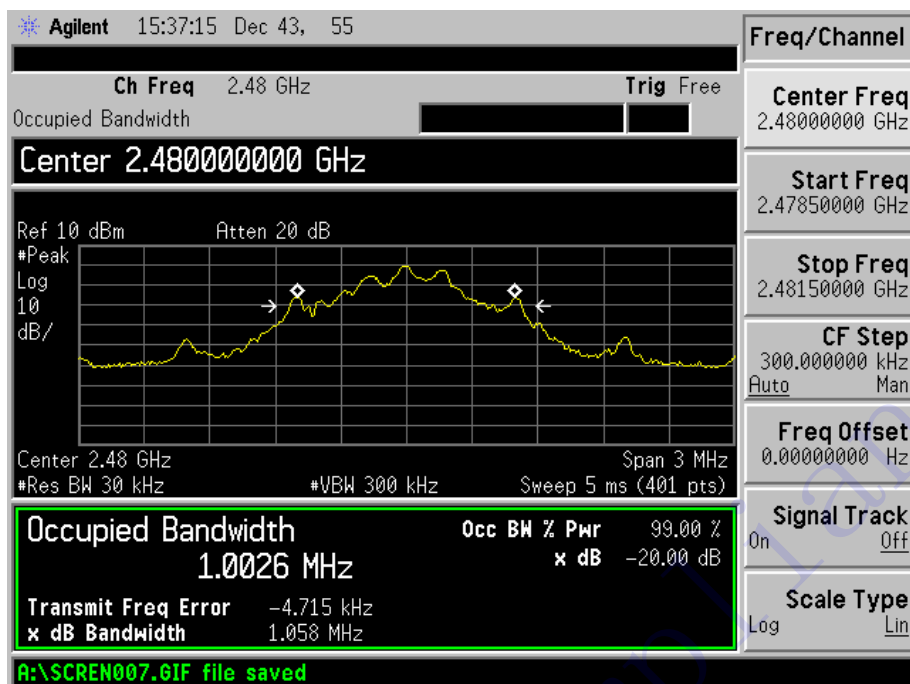 Agilent 15:37:15 Dec 43, 55
Freq/Channel
Ch Freq 2.48 GHz Trig Free
Occupied Bandwidth
Center 2.480000000 GHz
Center Freq
2.48000000 GHz
Start Freq
2.47850000 GHz
Stop Freq
2.48150000 GHz
CF Step
300.000000 kHz
Auto Man
Freq Offset
0.00000000 Hz
Signal Track
On Off
Scale Type
Log Lin
Ref 10 dBm Atten 20 dB
#Peak
Log
10
dB/
Center 2.48 GHz Span 3 MHz
#Res BW 30 kHz #VBW 300 kHz Sweep 5 ms (401 pts)
Occupied Bandwidth Occ BW % Pwr 99.00 %
1.0026 MHz x dB -20.00 dB
Transmit Freq Error -4.715 kHz
x dB Bandwidth 1.058 MHz
A:\SCREN007.GIF file saved